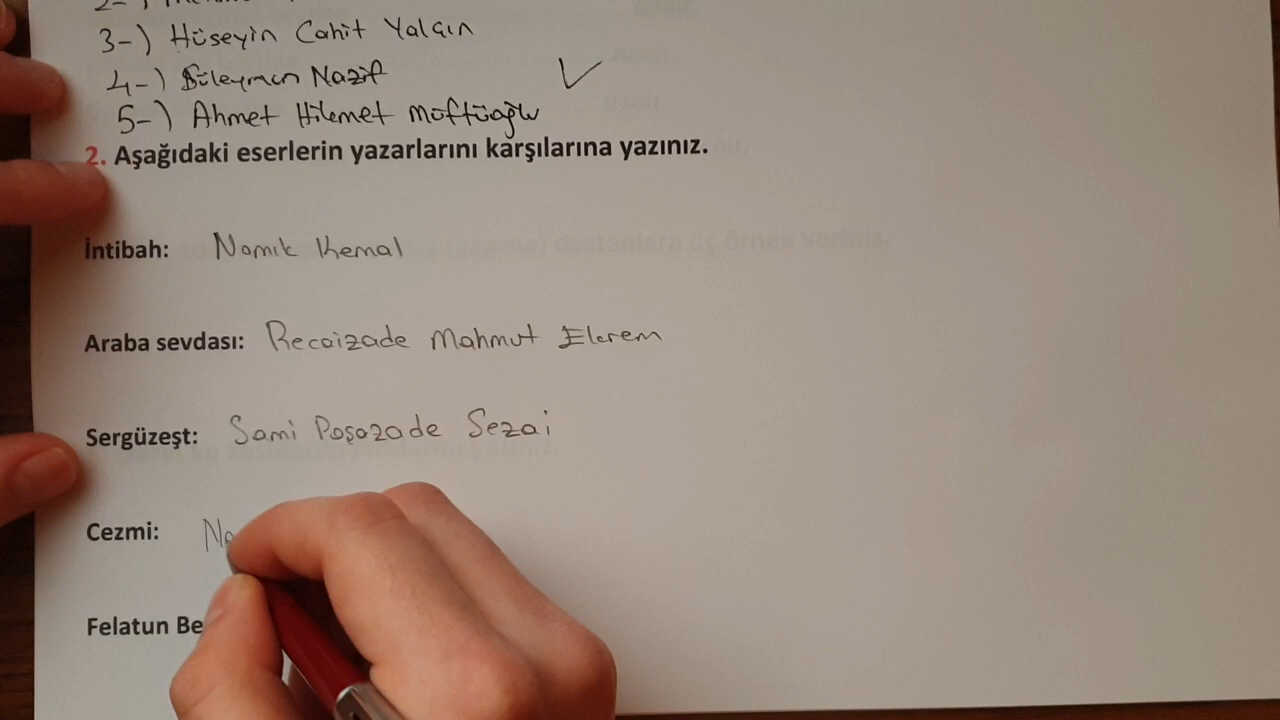 3-) Hüseyin Cahit Yalçın
4-) Süleyman Nazif
5-) Ahmet Hikmet Müftüoğlu
2. Aşağıdaki eserlerin yazarlarını karşılarına yazınız.
İntibah: Namık Kemal
Araba sevdası: Recaizade Mahmut Ekrem
Sergüzeşt: Sami Paşazade Sezai
Cezmi: Na
Felatun Be